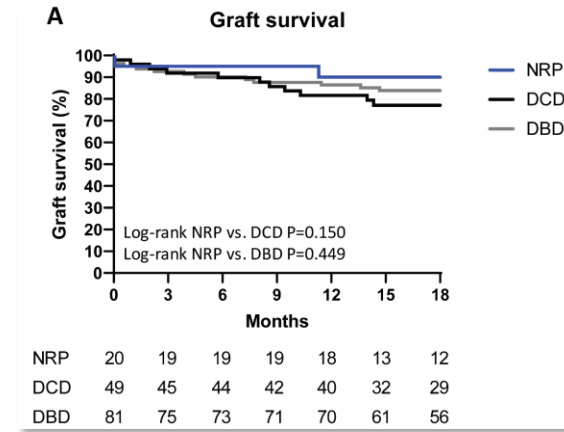 A
Graft survival
Graft survival (%)
100
90
80
70
60
50
40
30
20
10
0
Log-rank NRP vs. DCD P=0.150
Log-rank NRP vs. DBD P=0.449
NRP
DCD
DBD
0 3 6 9 12 15 18
Months
NRP 20 19 19 19 18 13 12
DCD 49 45 44 42 40 32 29
DBD 81 75 73 71 70 61 56